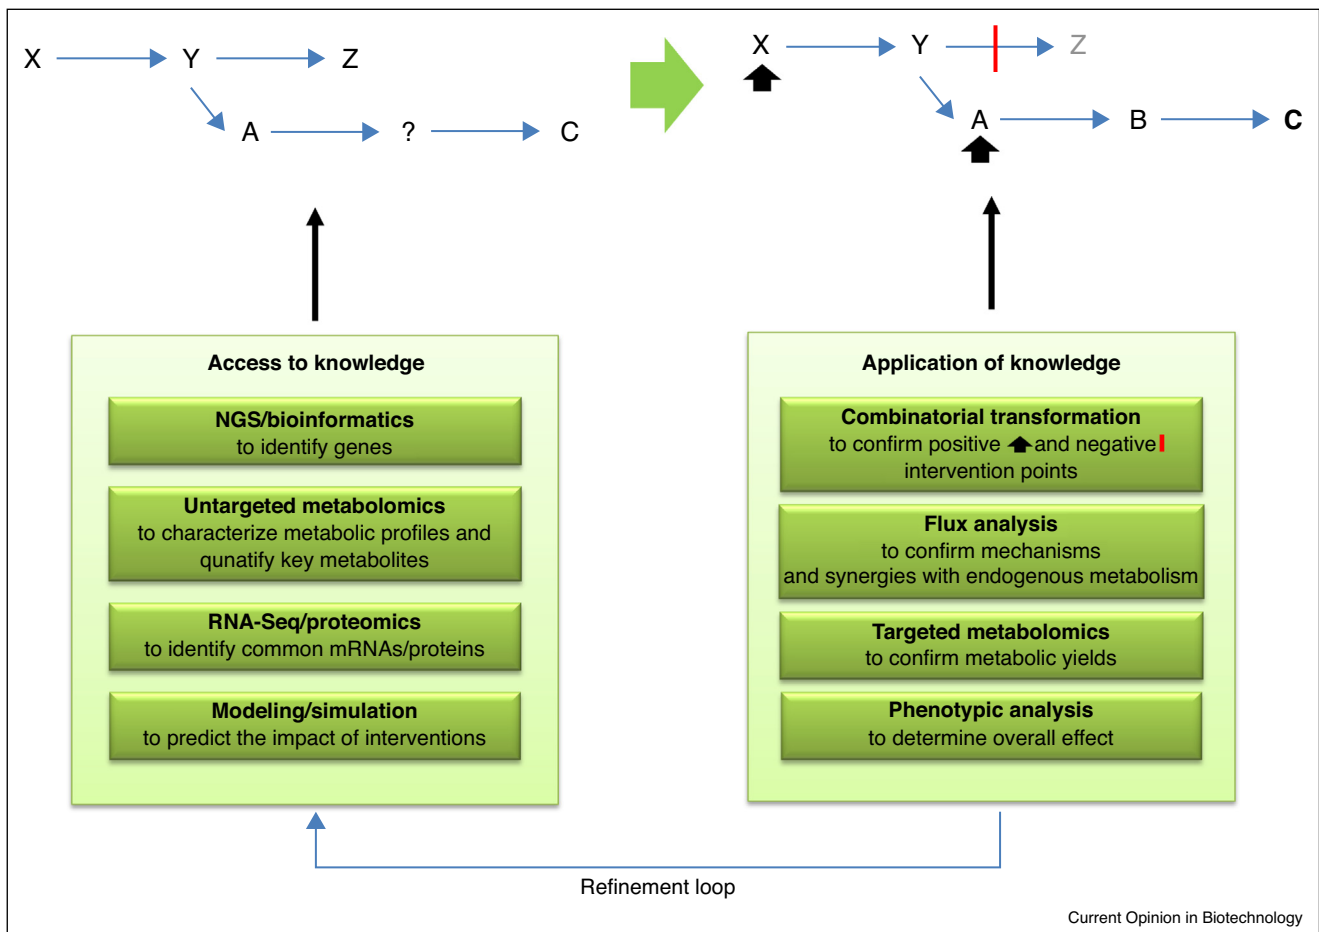 X Y Z
A ? C
X Y Z
A B C
Access to knowledge
NGS/bioinformatics
to identify genes
Untargeted metabolomics
to characterize metabolic profiles and
qunatify key metabolites
RNA-Seq/proteomics
to identify common mRNAs/proteins
Modeling/simulation
to predict the impact of interventions
Application of knowledge
Combinatorial transformation
to confirm positive and negative
intervention points
Flux analysis
to confirm mechanisms
and synergies with endogenous metabolism
Targeted metabolomics
to confirm metabolic yields
Phenotypic analysis
to determine overall effect
Refinement loop
Current Opinion in Biotechnology